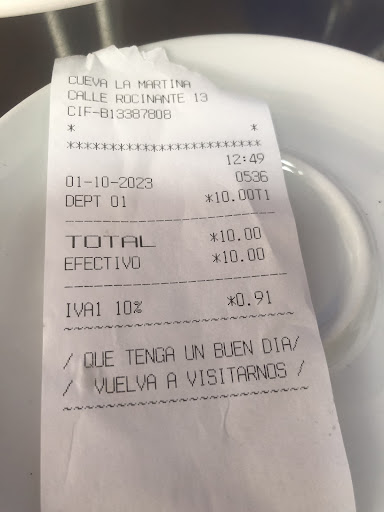 CUEVA LA MARTINA
CALLE ROCINANTE 13
CIF-B13387808
* *
************************
12:49
01-10-2023 0536
DEPT 01 *10.00T1
------------------------
TOTAL *10.00
EFECTIVO *10.00
------------------------
IVA1 10% *0.91
~~~~~~~~~~~~~~~~~~~~~~~~
/ QUE TENGA UN BUEN DIA/
/ VUELVA A VISITARNOS /
~~~~~~~~~~~~~~~~~~~~~~~~